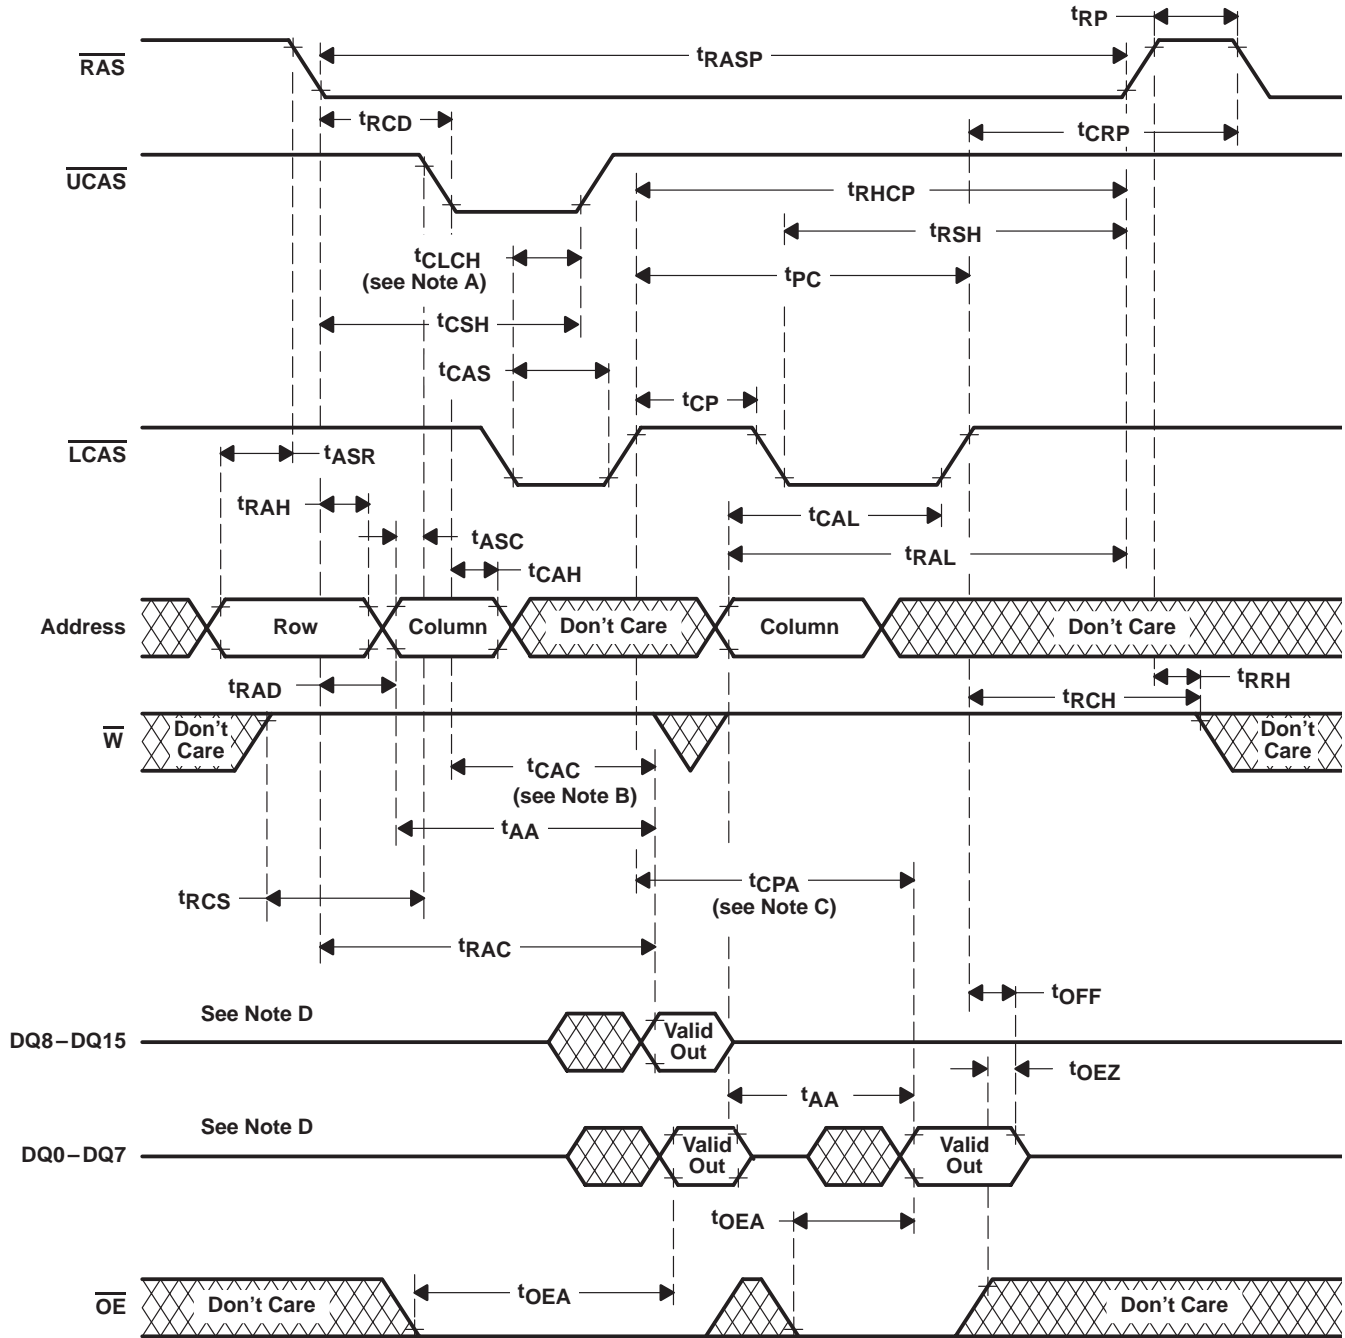 tRP
RAS
tRASP
tRCD
tCRP
UCAS
tRHCP
tRSH
tCLCH
(see Note A)
tPC
tCSH
tCAS
tCP
LCAS
tASR
tRAH
tCAL
tASC
tRAL
tCAH
Address Row Column Don't Care Column Don't Care
tRAD
tRRH
tRCH
W Don't Care Don't Care
tCAC
(see Note B)
tAA
tCPA
(see Note C)
tRCS
tRAC
tOFF
See Note D
DQ8–DQ15 Valid Out
tOEZ
tAA
See Note D
DQ0–DQ7 Valid Out Valid Out
tOEA
tOEA
OE Don't Care Don't Care